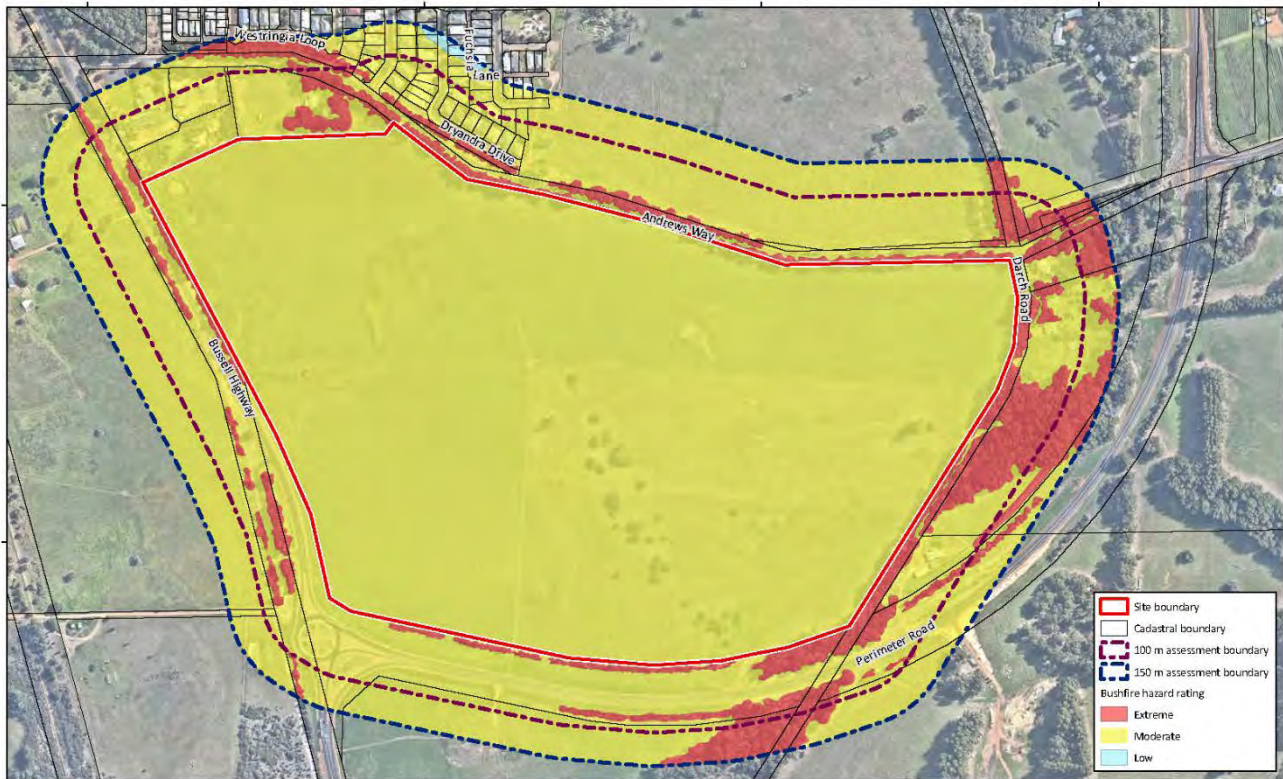 Westringia Loop
Fuchsia
Lane
Dryandra Drive
Andrews Way
Darch Road
Bussell Highway
Perimeter Road
Site boundary
Cadastral boundary
100 m assessment boundary
150 m assessment boundary
Bushfire hazard rating
Extreme
Moderate
Low